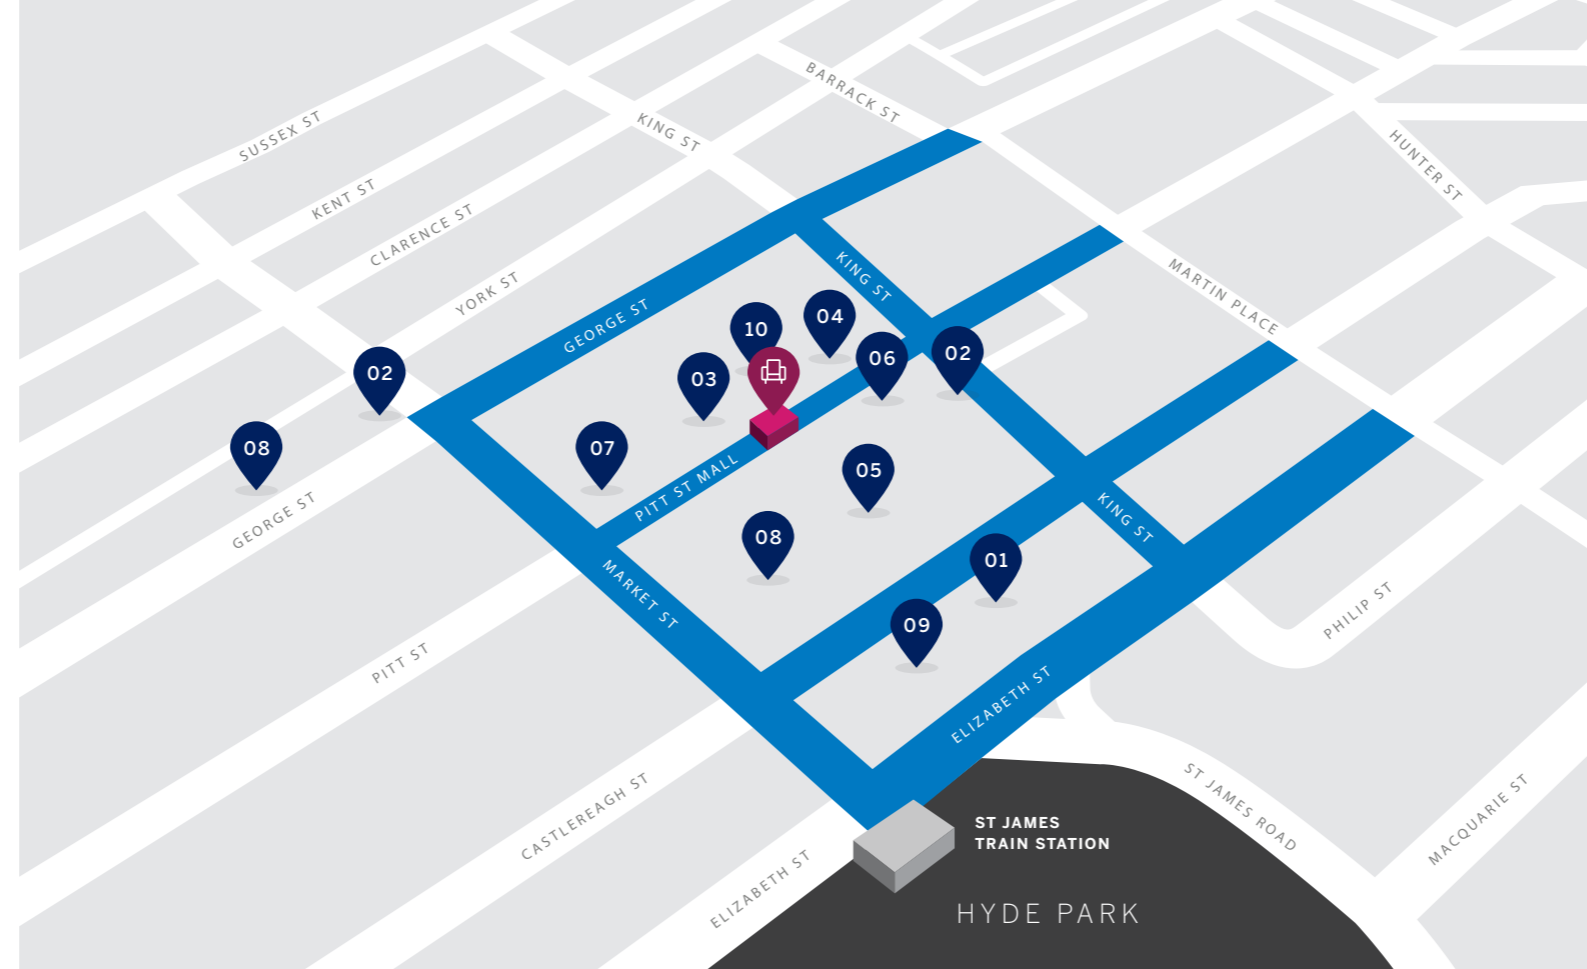 BARRACK ST
SUSSEX ST
KING ST
HUNTER ST
KENT ST
CLARENCE ST
YORK ST
KING ST
MARTIN PLACE
GEORGE ST
10
04
02
03
06
02
08
07
PITT ST MALL
05
GEORGE ST
KING ST
08
01
MARKET ST
PHILIP ST
09
PITT ST
ELIZABETH ST
CASTLEREAGH ST
ST JAMES ROAD
MACQUARIE ST
ST JAMES
TRAIN STATION
ELIZABETH ST
HYDE PARK